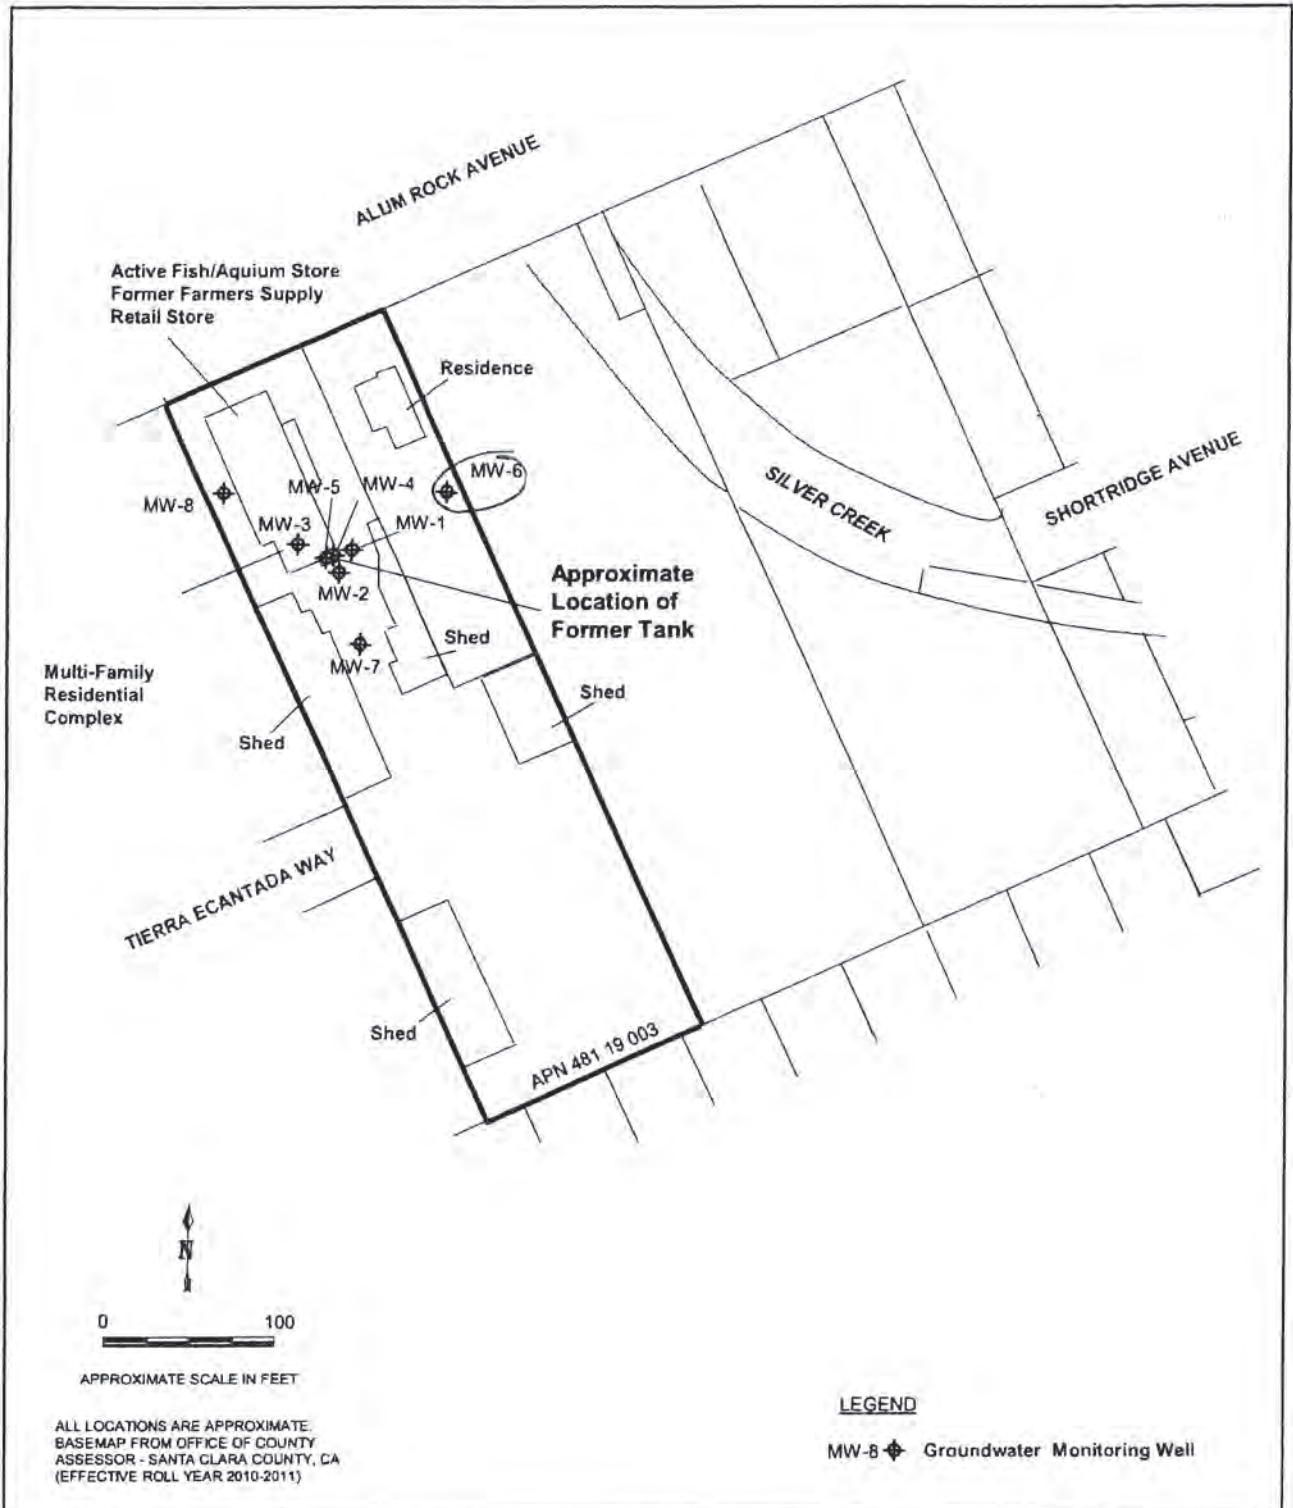 ALUM ROCK AVENUE
Active Fish/Aquium Store
Former Farmers Supply
Retail Store
Residence
MW-6
MW-5
MW-4
MW-8
MW-3
MW-1
SILVER CREEK
SHORTRIDGE AVENUE
MW-2
Approximate
Location of
Former Tank
Shed
MW-7
Multi-Family
Residential
Complex
Shed
Shed
TIERRA ECANTADA WAY
Shed
APN 481 19 003
N
0 100
APPROXIMATE SCALE IN FEET
ALL LOCATIONS ARE APPROXIMATE.
BASEMAP FROM OFFICE OF COUNTY
ASSESSOR - SANTA CLARA COUNTY, CA
(EFFECTIVE ROLL YEAR 2010-2011)
LEGEND
MW-8 Groundwater Monitoring Well